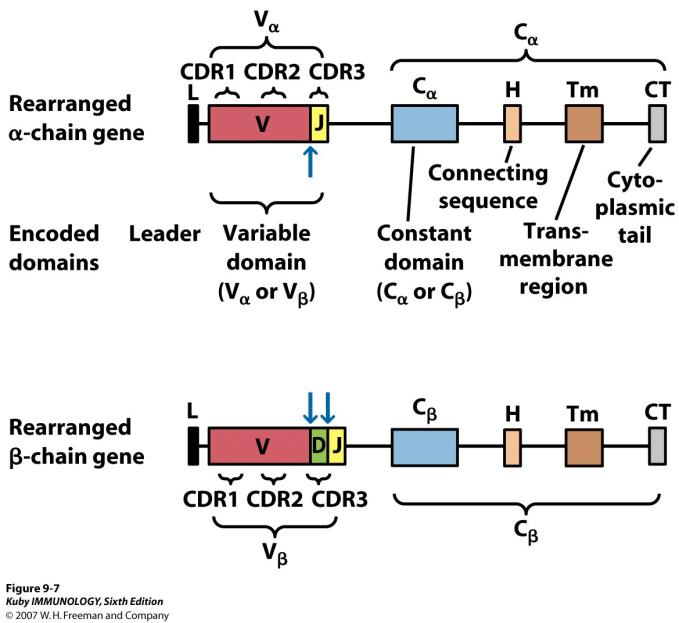 Vα
Cα
CDR1 CDR2 CDR3
L
Cα
H
Tm
CT
Rearranged
α-chain gene
V
J
Connecting
sequence
Cyto-
plasmic
tail
Encoded
domains
Leader
Variable
domain
(Vα or Vβ)
Constant
domain
(Cα or Cβ)
Trans-
membrane
region
L
Cβ
H
Tm
CT
Rearranged
β-chain gene
V
D
J
CDR1 CDR2 CDR3
Vβ
Cβ
Figure 9-7
Kuby IMMUNOLOGY, Sixth Edition
© 2007 W. H. Freeman and Company